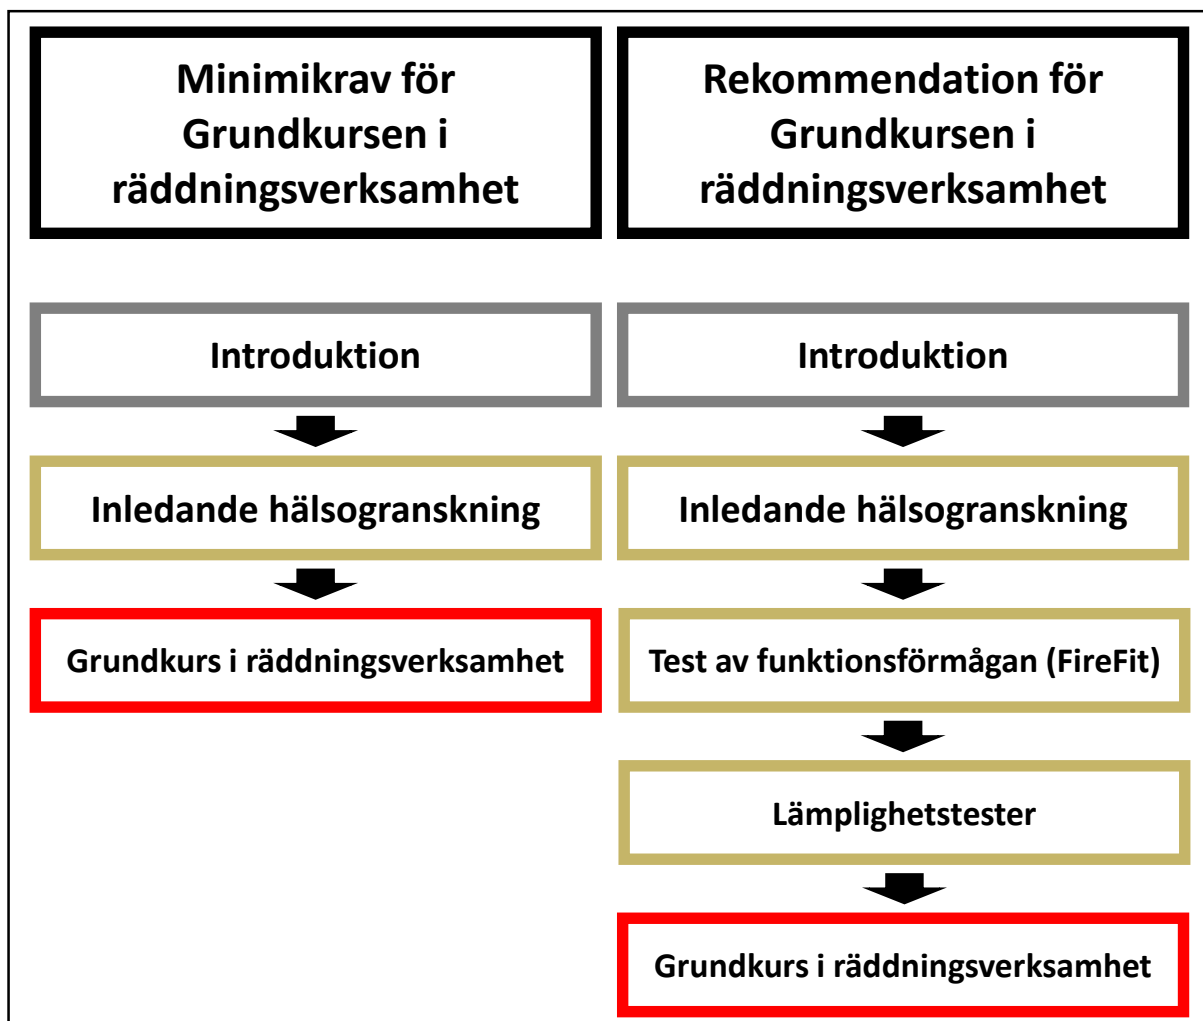 Minimikrav för
Grundkursen i
räddningsverksamhet
Rekommendation för
Grundkursen i
räddningsverksamhet
Introduktion
Inledande hälsogranskning
Grundkurs i räddningsverksamhet
Introduktion
Inledande hälsogranskning
Test av funktionsförmågan (FireFit)
Lämplighetstester
Grundkurs i räddningsverksamhet